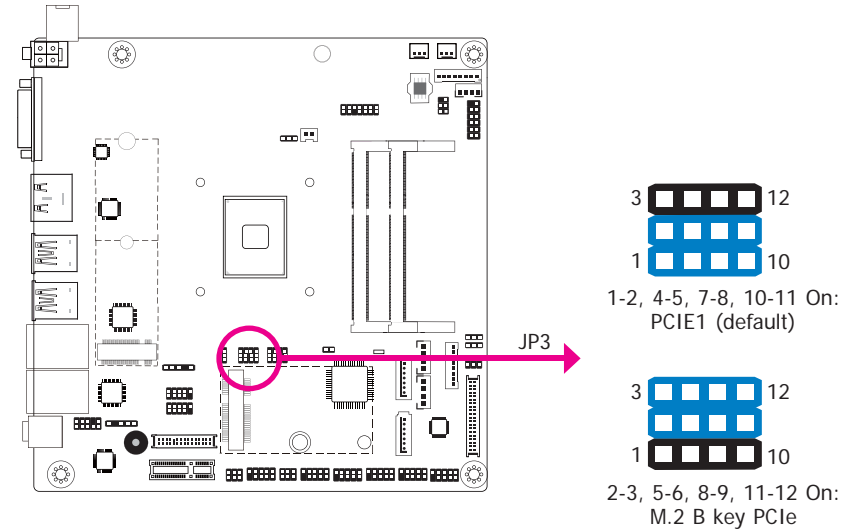 JP3
3 12
1 10
1-2, 4-5, 7-8, 10-11 On:
PCIE1 (default)
3 12
1 10
2-3, 5-6, 8-9, 11-12 On:
M.2 B key PCIe